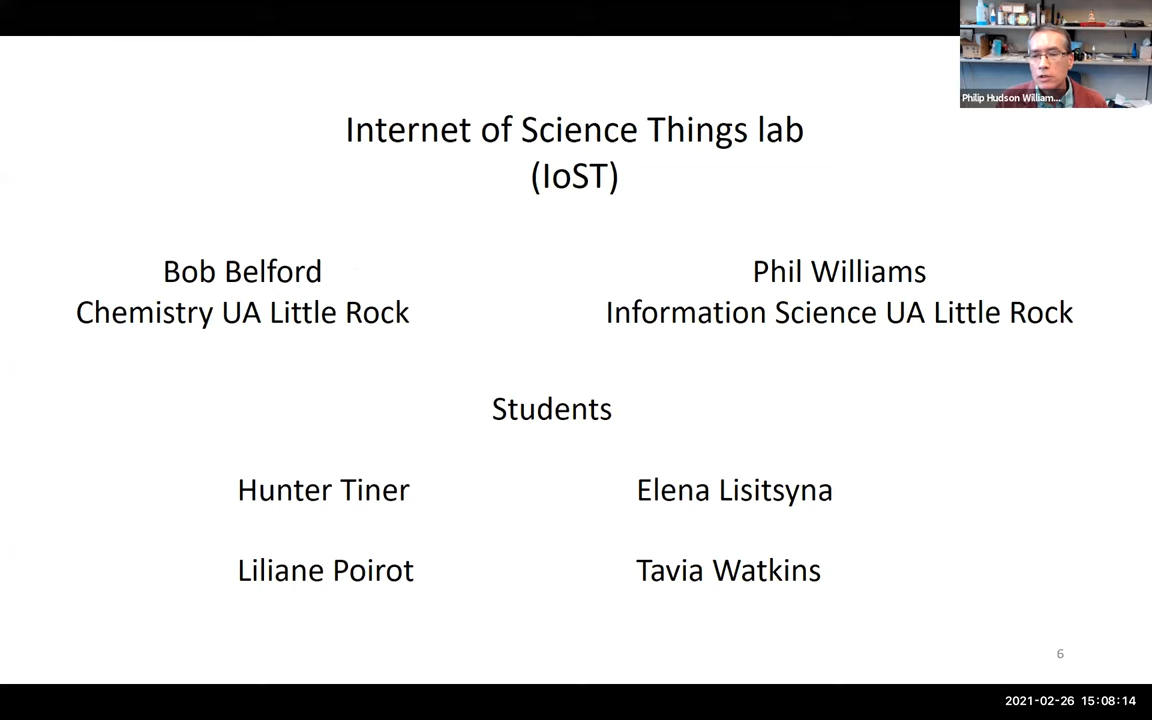 Philip Hudson William...
Internet of Science Things lab
(IoST)
Bob Belford
Chemistry UA Little Rock
Phil Williams
Information Science UA Little Rock
Students
Hunter Tiner
Elena Lisitsyna
Liliane Poirot
Tavia Watkins
6
2021-02-26 15:08:14